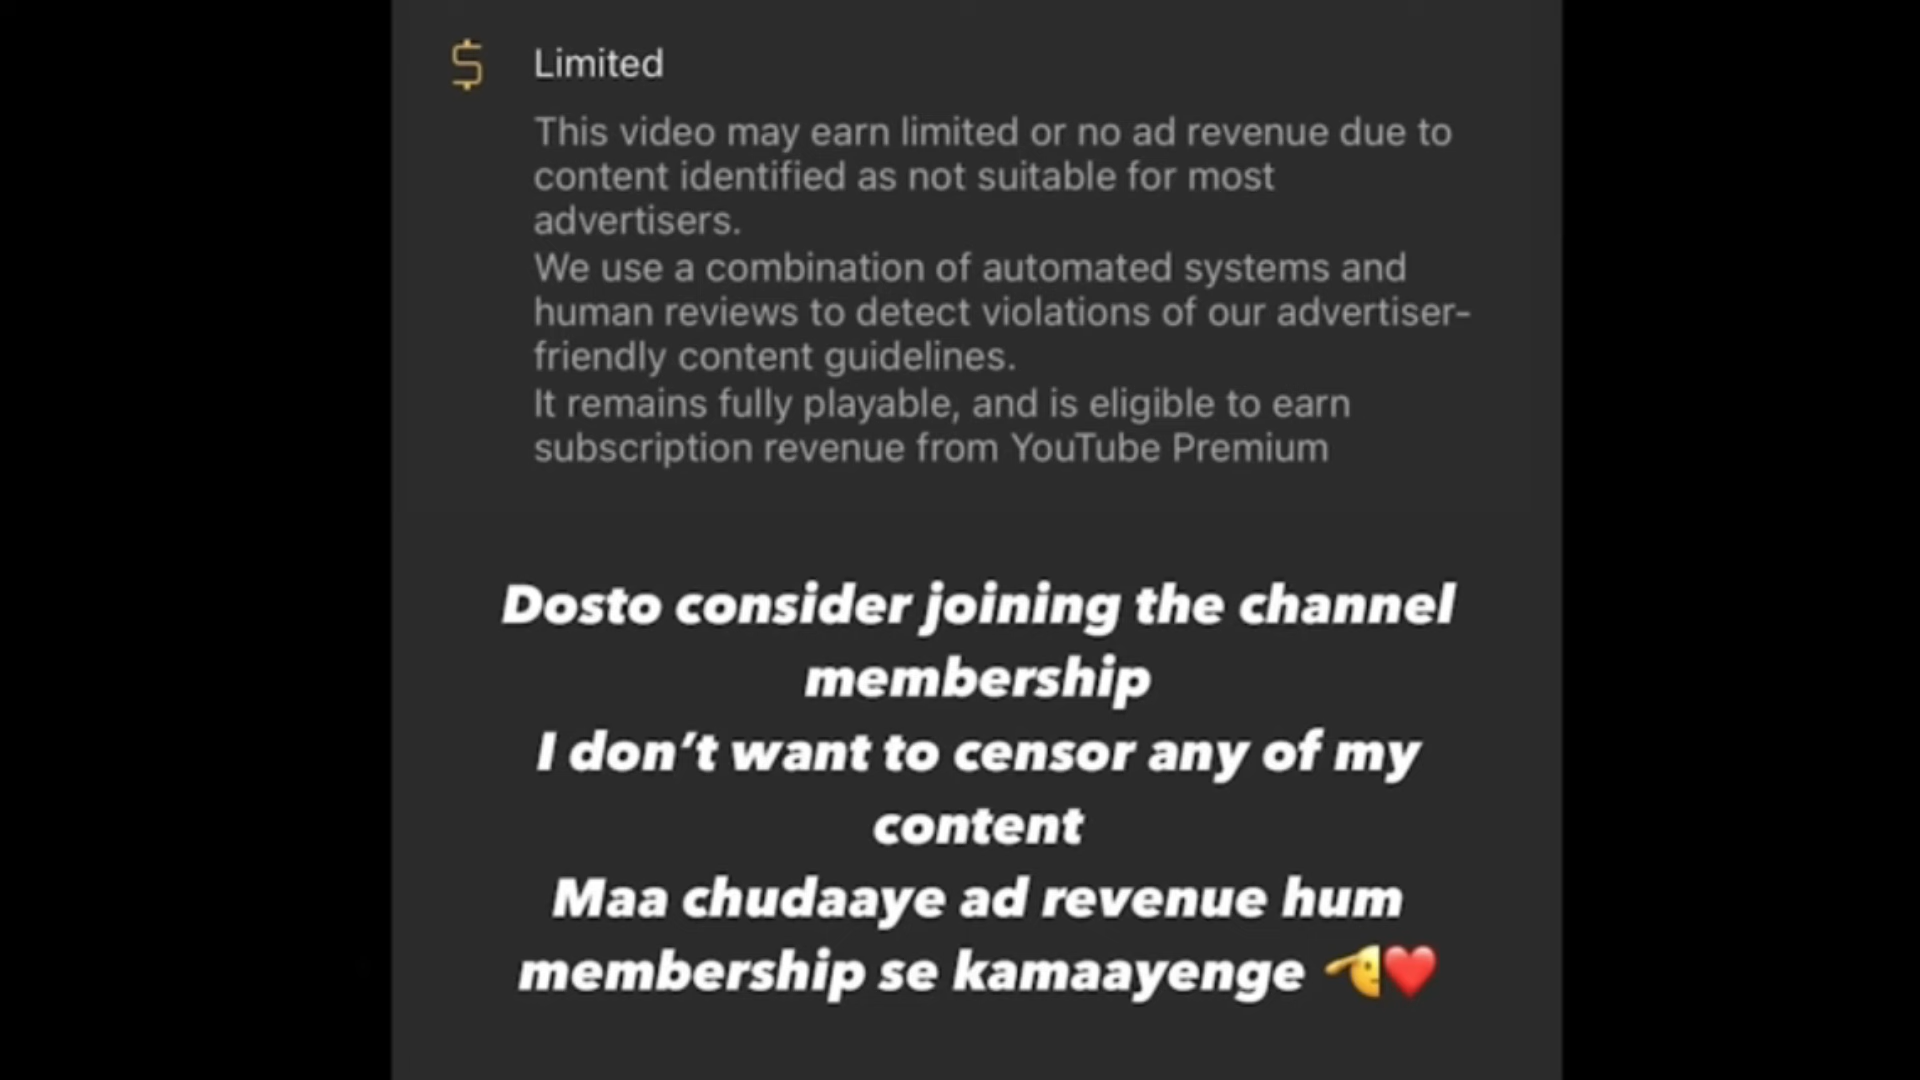 Limited
This video may earn limited or no ad revenue due to
content identified as not suitable for most
advertisers.
We use a combination of automated systems and
human reviews to detect violations of our advertiser-
friendly content guidelines.
It remains fully playable, and is eligible to earn
subscription revenue from YouTube Premium
Dosto consider joining the channel
membership
I don’t want to censor any of my
content
Maa chudaaye ad revenue hum
membership se kamaayenge 🫡❤️